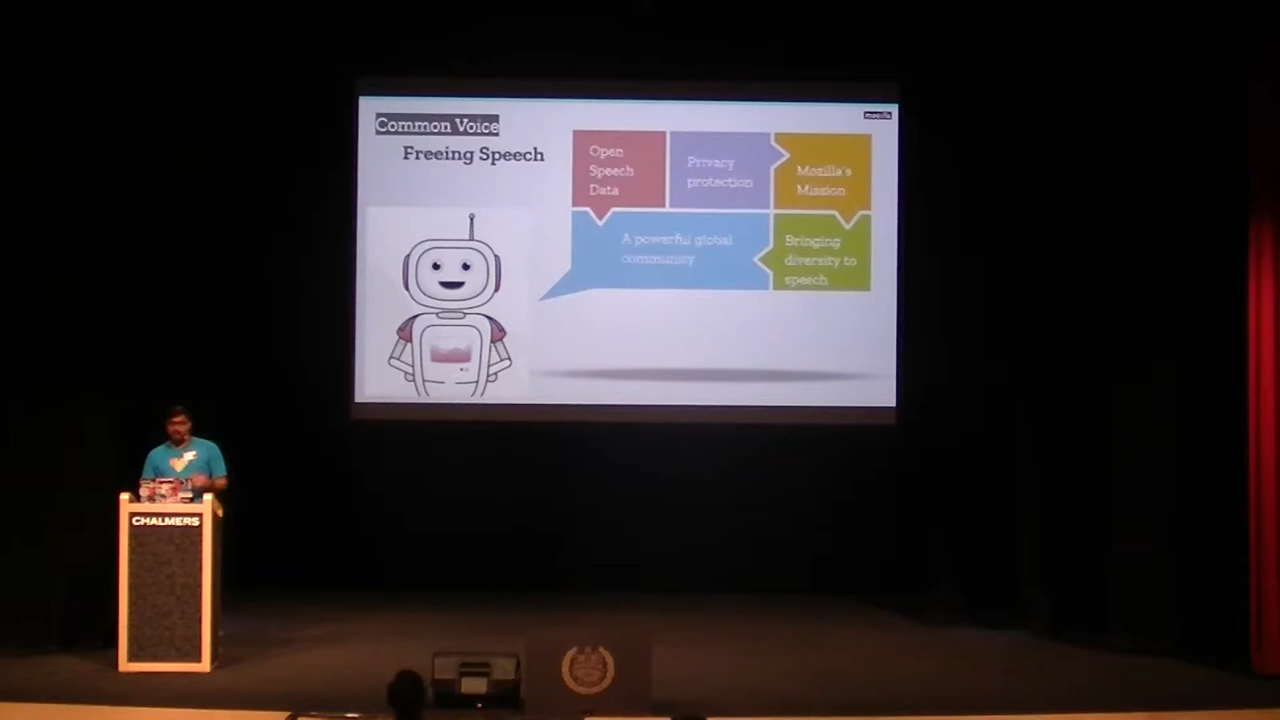 Common Voice
Freeing Speech
mozilla
Open
Speech
Data
Privacy
protection
Mozilla's
Mission
A powerful global
community
Bringing
diversity to
speech
CHALMERS